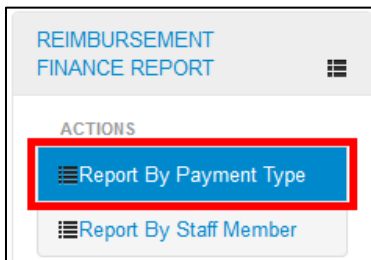 REIMBURSEMENT
FINANCE REPORT
ACTIONS
Report By Payment Type
Report By Staff Member